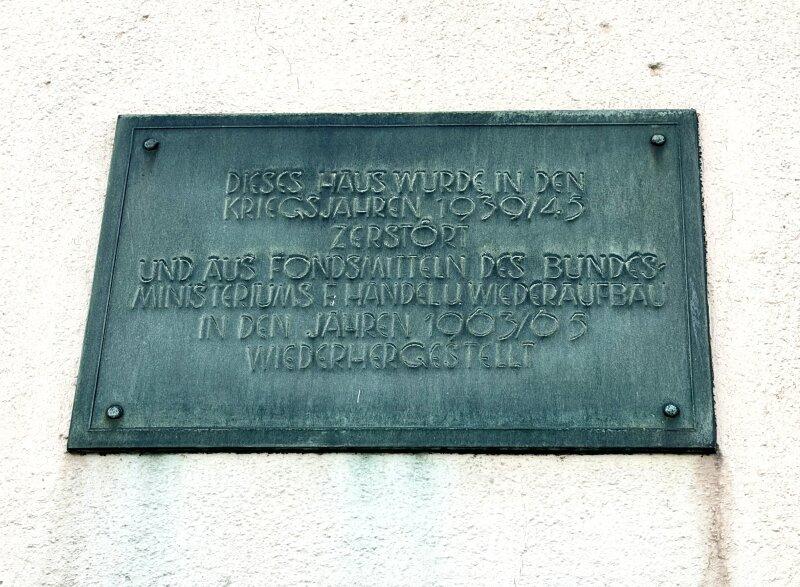 DIESES HAUS WURDE IN DEN
KRIEGSJAHREN 1939/45
ZERSTÖRT
UND AUS FONDSMITTELN DES BUNDES-
MINISTERIUMS F. HANDEL U. WIEDERAUFBAU
IN DEN JAHREN 1963/65
WIEDERHERGESTELLT